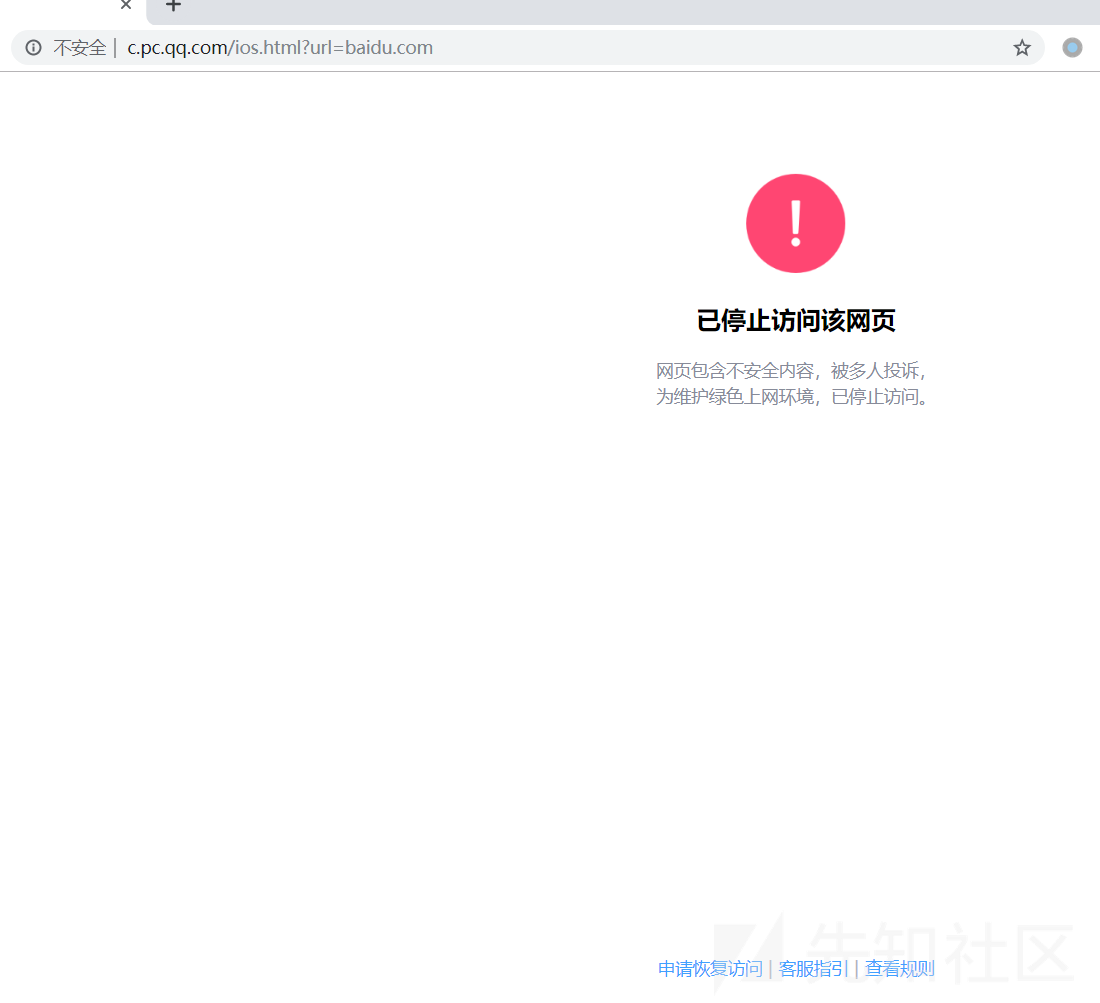 不安全 | c.pc.qq.com/ios.html?url=baidu.com
已停止访问该网页
网页包含不安全内容，被多人投诉，
为维护绿色上网环境，已停止访问。
申请恢复访问 | 客服指引 | 查看规则
先知社区